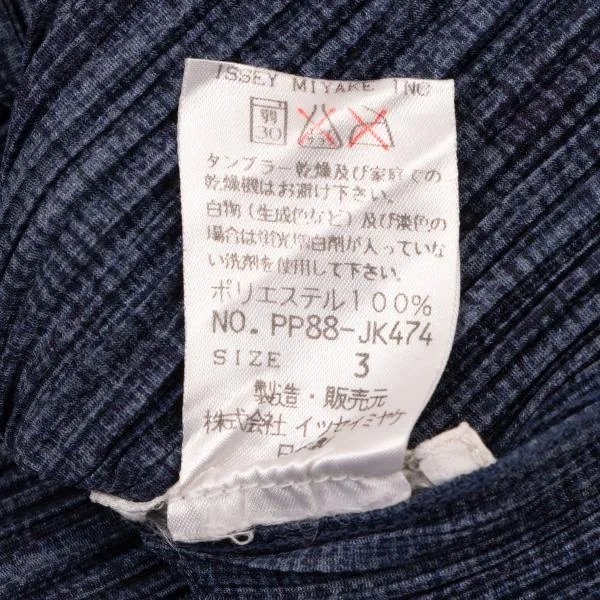 ISSEY MIYAKE INC
弱
30
タンブラー乾燥及び家庭での
乾燥機はお避け下さい。
白物（生成色など）及び淡色の
場合は蛍光増白剤が入っていな
い洗剤を使用して下さい。
ポリエステル100%
NO. PP88-JK474
SIZE 3
製造・販売元
株式会社 イッセイミヤケ